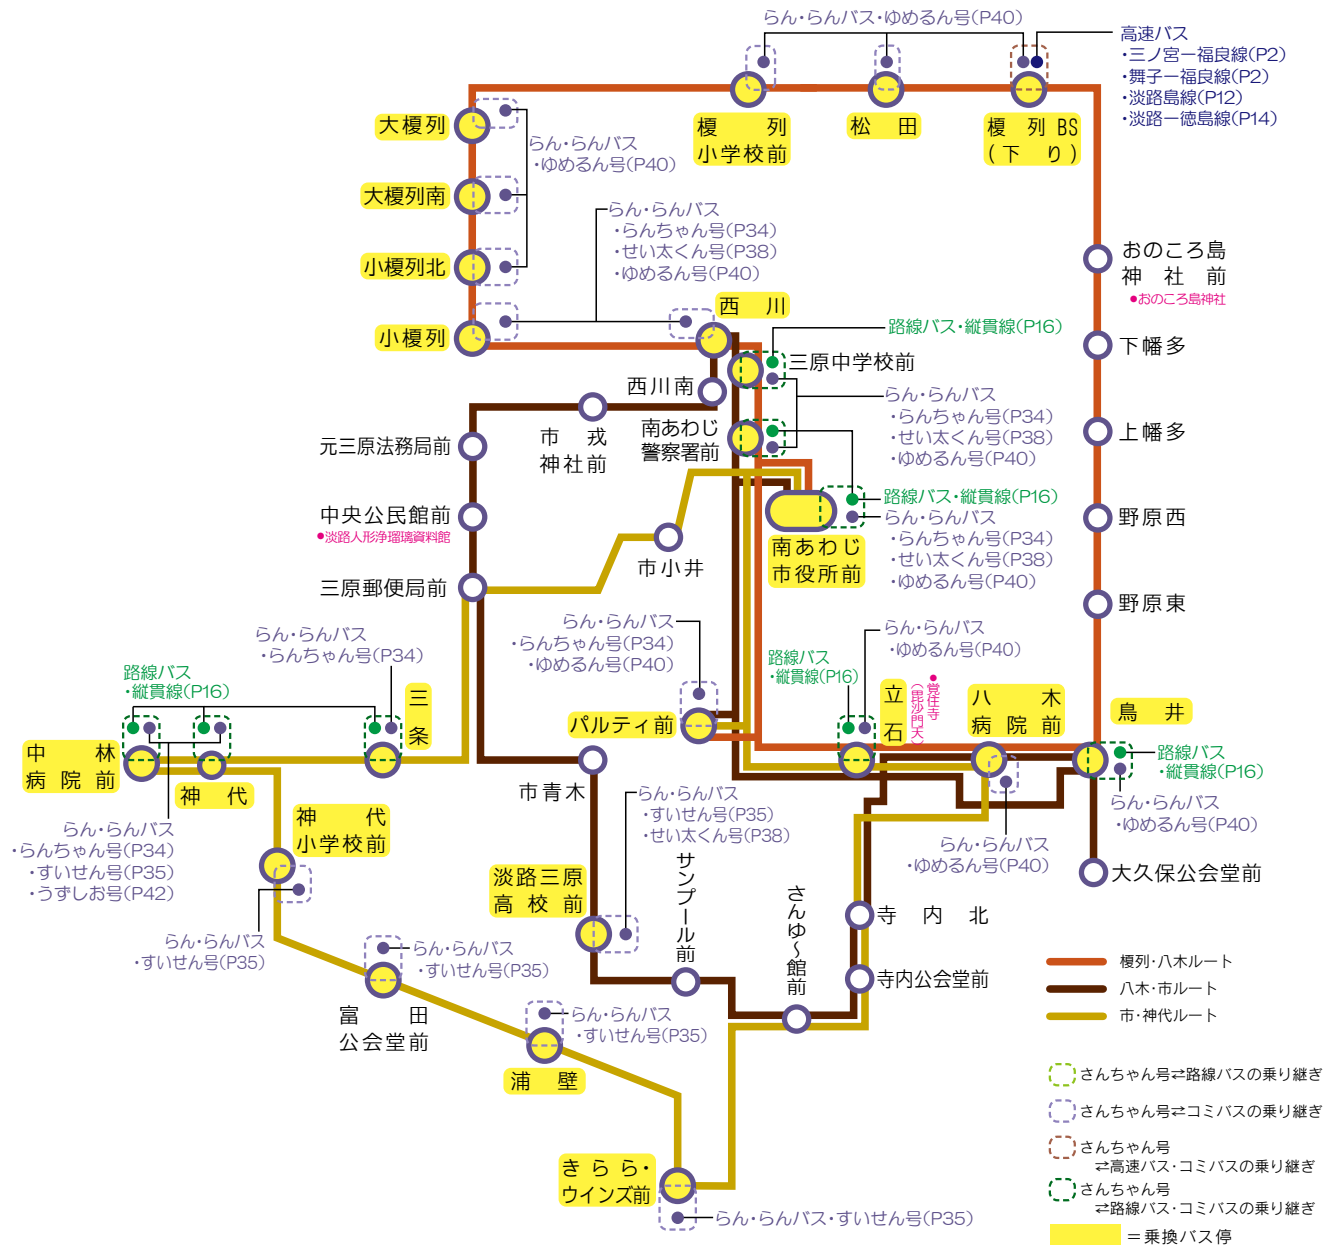 らん・らんバス・ゆめるん号(P40)
高速バス
・三ノ宮ー福良線(P2)
・舞子ー福良線(P2)
・淡路島線(P12)
・淡路ー徳島線(P14)
大榎列
榎列
小学校前
松田
榎列BS
(下り)
らん・らんバス
・ゆめるん号(P40)
大榎列南
小榎列北
小榎列
らん・らんバス
・らんちゃん号(P34)
・せい太くん号(P38)
・ゆめるん号(P40)
西川
おのころ島
神社前
●おのころ島神社
路線バス・縦貫線(P16)
三原中学校前
下幡多
西川南
らん・らんバス
・らんちゃん号(P34)
・せい太くん号(P38)
・ゆめるん号(P40)
上幡多
元三原法務局前
市戎
神社前
南あわじ
警察署前
路線バス・縦貫線(P16)
らん・らんバス
・らんちゃん号(P34)
・せい太くん号(P38)
・ゆめるん号(P40)
野原西
中央公民館前
●淡路人形浄瑠璃資料館
南あわじ
市役所前
市小井
三原郵便局前
野原東
らん・らんバス
・らんちゃん号(P34)
・ゆめるん号(P40)
らん・らんバス
・ゆめるん号(P40)
らん・らんバス
・らんちゃん号(P34)
路線バス
・縦貫線(P16)
路線バス
・縦貫線(P16)
三条
パルティ前
立石
●覚住寺
(毘沙門天)
八木
病院前
鳥井
中林
病院前
神代
路線バス
・縦貫線(P16)
市青木
らん・らんバス
・ゆめるん号(P40)
らん・らんバス
・すいせん号(P35)
・せい太くん号(P38)
神代
小学校前
らん・らんバス
・らんちゃん号(P34)
・すいせん号(P35)
・うずしお号(P42)
らん・らんバス
・ゆめるん号(P40)
サンプール前
淡路三原
高校前
大久保公会堂前
さんゆ〜館前
寺内北
らん・らんバス
・すいせん号(P35)
らん・らんバス
・すいせん号(P35)
寺内公会堂前
富田
公会堂前
らん・らんバス
・すいせん号(P35)
浦壁
きらら・
ウインズ前
らん・らんバス・すいせん号(P35)
榎列・八木ルート
八木・市ルート
市・神代ルート
さんちゃん号⇄路線バスの乗り継ぎ
さんちゃん号⇄コミバスの乗り継ぎ
さんちゃん号
⇄高速バス・コミバスの乗り継ぎ
さんちゃん号
⇄路線バス・コミバスの乗り継ぎ
＝乗換バス停